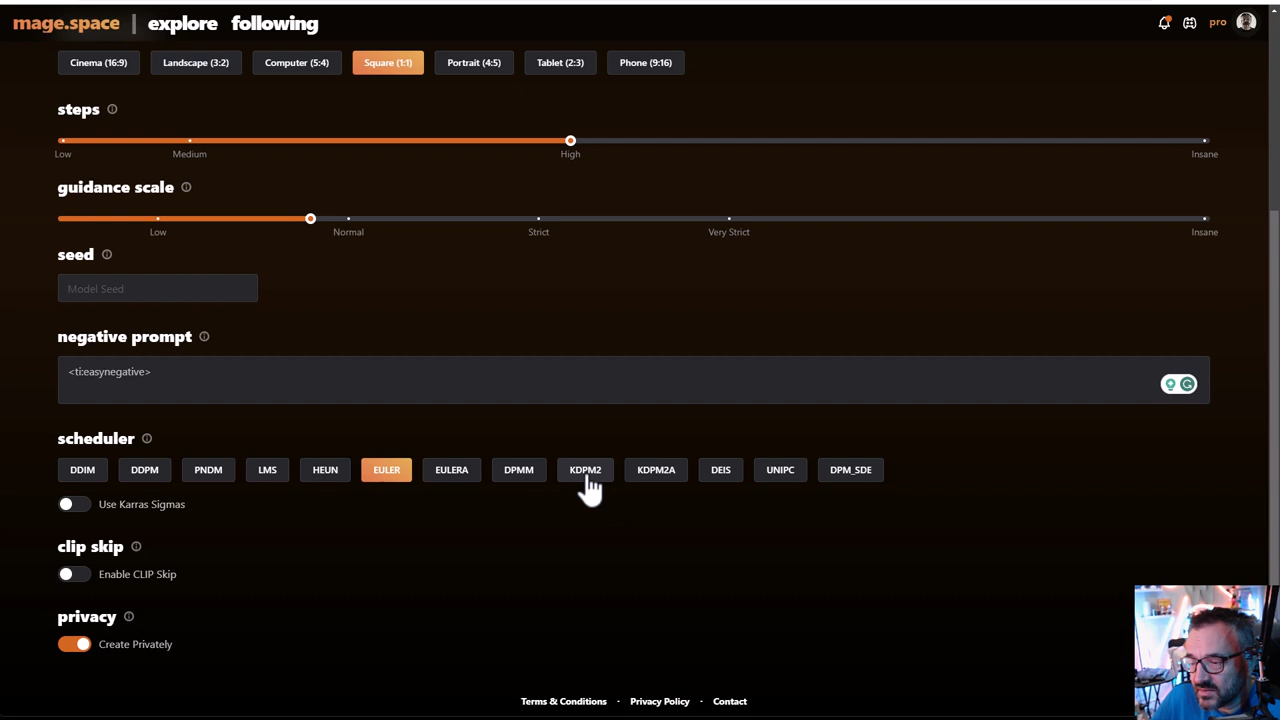 mage.space | explore following
pro
Cinema (16:9) Landscape (3:2) Computer (5:4) Square (1:1) Portrait (4:5) Tablet (2:3) Phone (9:16)
steps
Low Medium High Insane
guidance scale
Low Normal Strict Very Strict Insane
seed
Model Seed
negative prompt
<ti:easynegative>
scheduler
DDIM DDPM PNDM LMS HEUN EULER EULERA DPMM KDPM2 KDPM2A DEIS UNIPC DPM_SDE
Use Karras Sigmas
clip skip
Enable CLIP Skip
privacy
Create Privately
Terms & Conditions · Privacy Policy · Contact